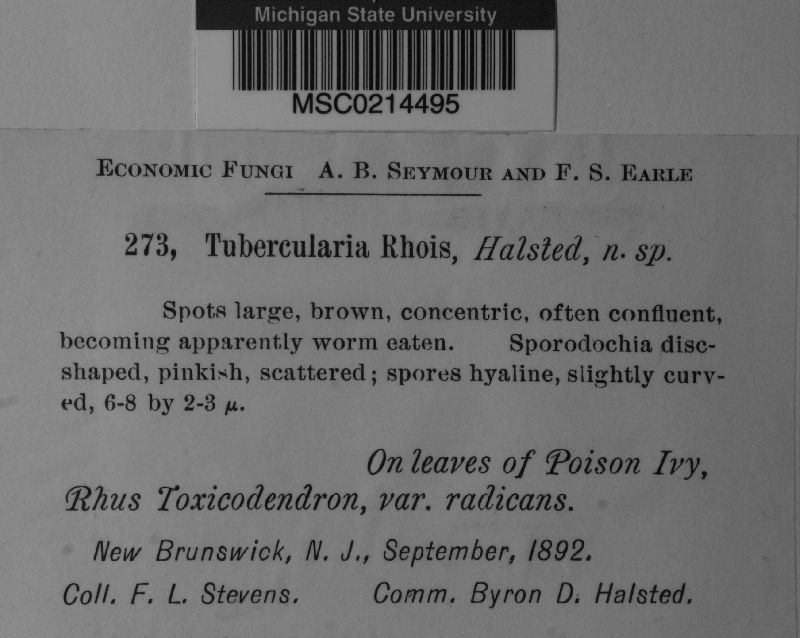 Michigan State University
MSC0214495
Economic Fungi A. B. Seymour and F. S. Earle
273, Tubercularia Rhois, Halsted, n. sp.
Spots large, brown, concentric, often confluent,
becoming apparently worm eaten. Sporodochia disc-
shaped, pinkish, scattered; spores hyaline, slightly curv-
ed, 6-8 by 2-3 μ.
On leaves of Poison Ivy,
Rhus Toxicodendron, var. radicans.
New Brunswick, N. J., September, 1892.
Coll. F. L. Stevens. Comm. Byron D. Halsted.